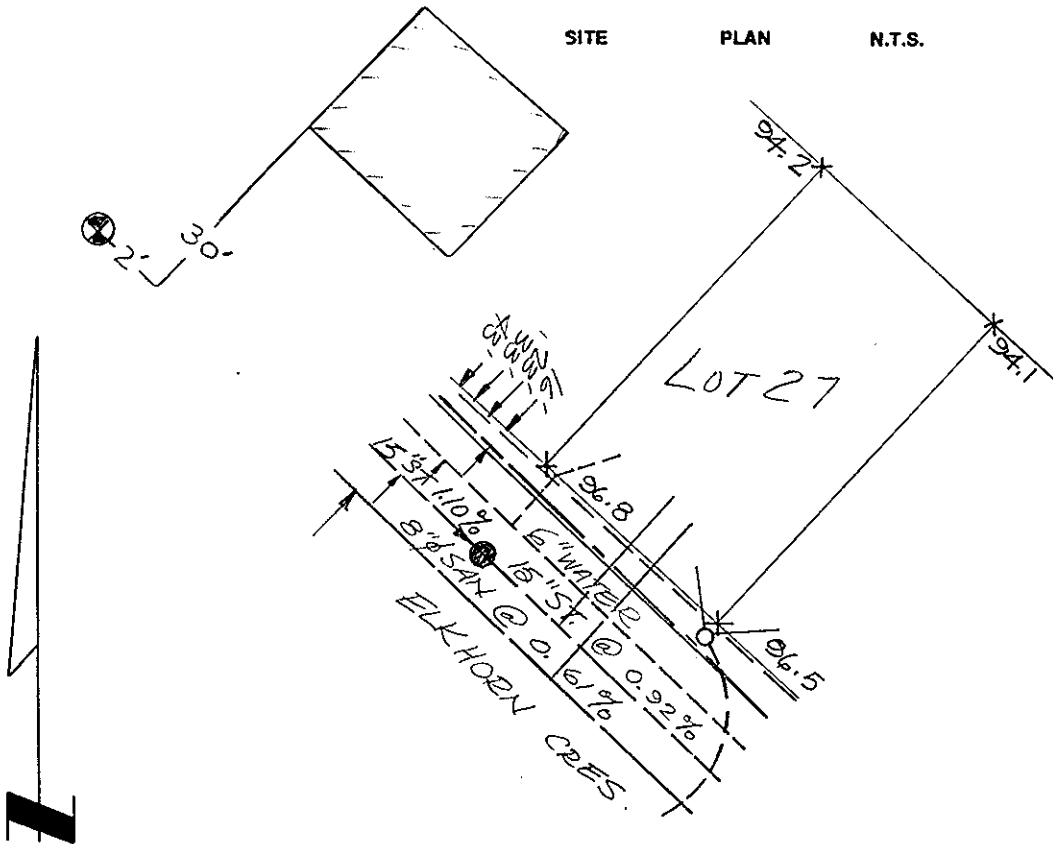 SITE PLAN N.T.S.
94.2
30'
2'
94.1
LOT 27
96.8
15"ST 1.10%
6" WATER
15" ST. @ 0.92%
8"ø SAN @ 0.61%
96.5
ELKHORN CRES.
N